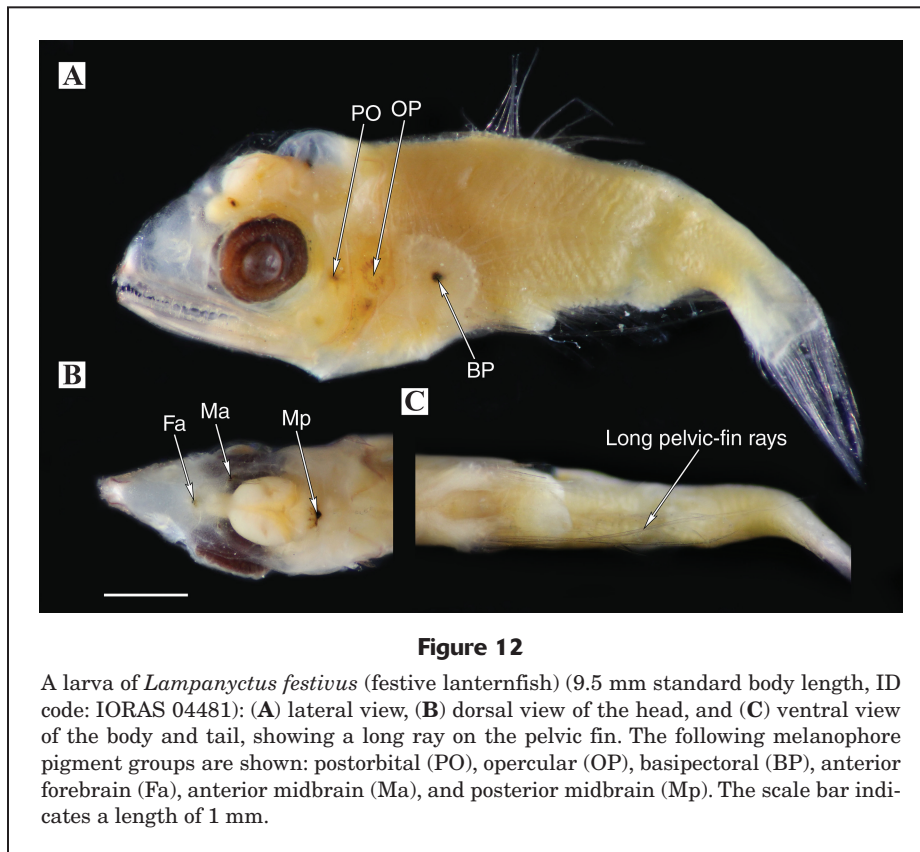 A
PO OP
BP
B
C
Fa Ma Mp
Long pelvic-fin rays
Figure 12
A larva of Lampanyctus festivus (festive lanternfish) (9.5 mm standard body length, ID
code: IORAS 04481): (A) lateral view, (B) dorsal view of the head, and (C) ventral view
of the body and tail, showing a long ray on the pelvic fin. The following melanophore
pigment groups are shown: postorbital (PO), opercular (OP), basipectoral (BP), anterior
forebrain (Fa), anterior midbrain (Ma), and posterior midbrain (Mp). The scale bar indi-
cates a length of 1 mm.